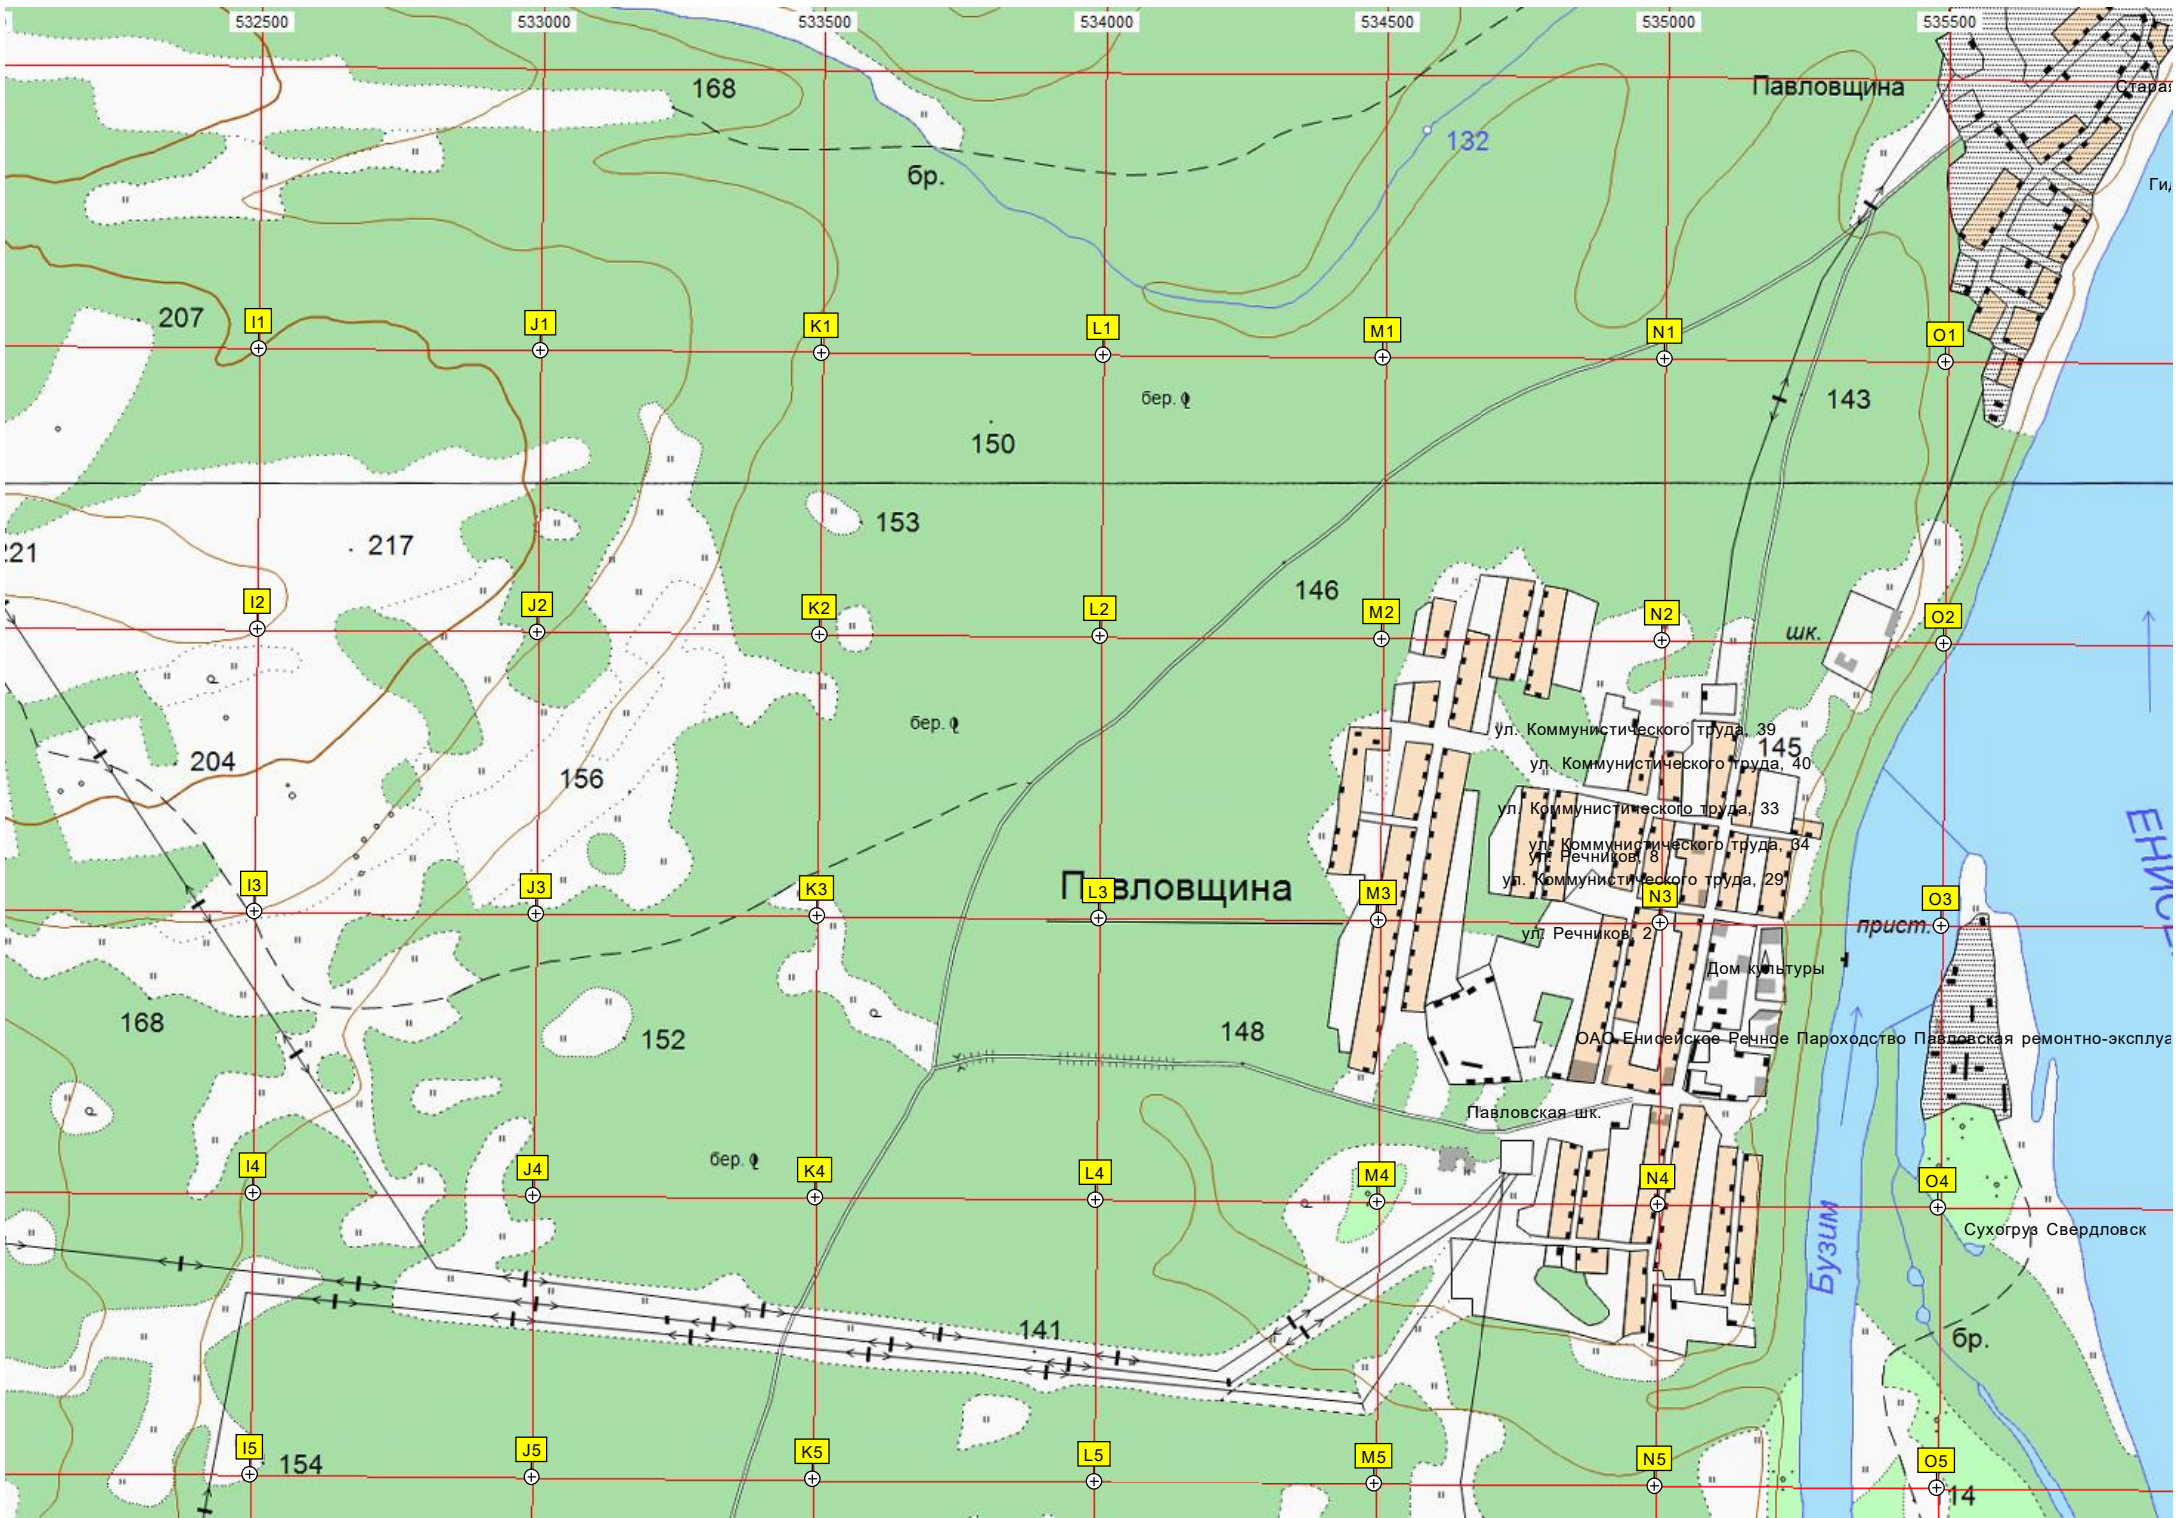 532500 533000 533500 534000 534500 535000 535500
168
Павловщина
132
бр.
207
I1 J1 K1 L1 M1 N1 O1
бер.
143
150
153
217
146
I2 J2 K2 L2 M2 N2 O2
шк.
бер.
ул. Коммунистического труда, 39
145
204
ул. Коммунистического труда, 40
156
ул. Коммунистического труда, 33
ул. Коммунистического труда, 34
ул. Речников, 8
ул. Коммунистического труда, 29
Павловщина
I3 J3 K3 L3 M3 N3 O3
прист.
ул. Речников, 2
Дом культуры
168
152
148
ОАО Енисейское Речное Пароходство Павловская ремонтно-эксплуа
Павловская шк.
бер.
I4 J4 K4 L4 M4 N4 O4
Сухогруз Свердловск
Бузим
141
бр.
I5 J5 K5 L5 M5 N5 O5
154
14